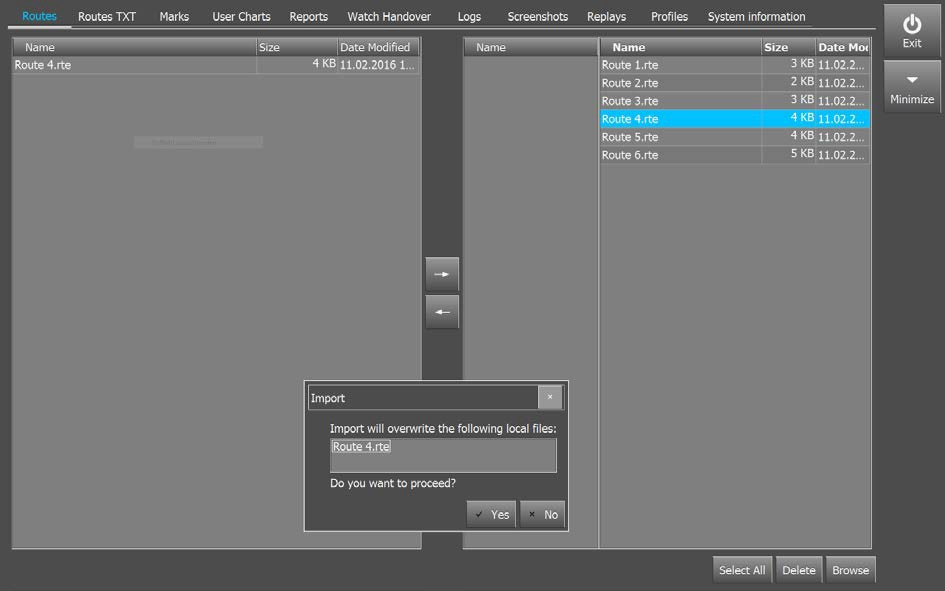 Routes Routes TXT Marks User Charts Reports Watch Handover Logs Screenshots Replays Profiles System information
Exit
Minimize
Name Size Date Modified
Route 4.rte 4 KB 11.02.2016 1...
Name
Name Size Date Mod
Route 1.rte 3 KB 11.02.2...
Route 2.rte 2 KB 11.02.2...
Route 3.rte 3 KB 11.02.2...
Route 4.rte 4 KB 11.02.2...
Route 5.rte 4 KB 11.02.2...
Route 6.rte 5 KB 11.02.2...
Import
Import will overwrite the following local files:
Route 4.rte
Do you want to proceed?
Yes No
Select All Delete Browse